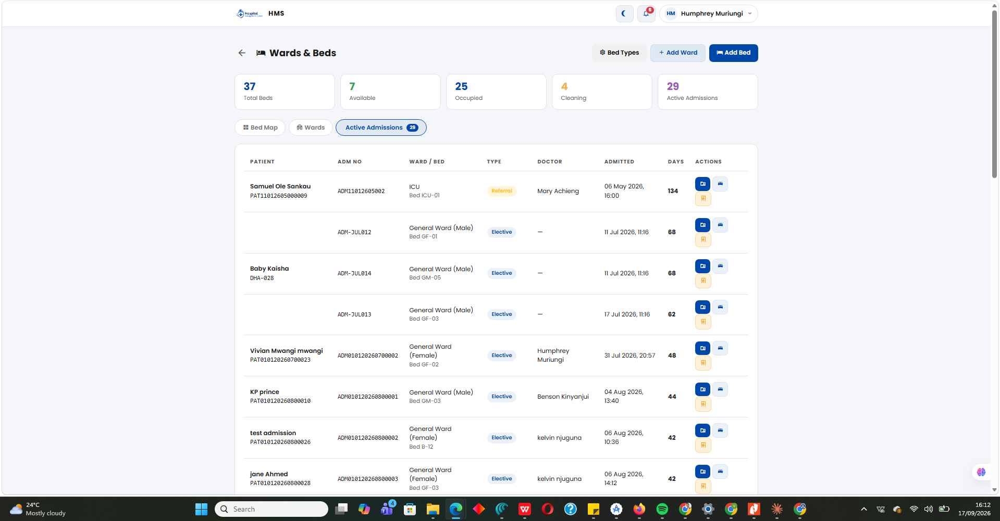 Hospital
HMS
6
HM Humphrey Muriungi
Wards & Beds
Bed Types
+ Add Ward
Add Bed
37
Total Beds
7
Available
25
Occupied
4
Cleaning
29
Active Admissions
Bed Map
Wards
Active Admissions 29
PATIENT ADM NO WARD / BED TYPE DOCTOR ADMITTED DAYS ACTIONS
Samuel Ole Sankau
PAT11012605000009
ADM11012605002
ICU
Bed ICU-01
Referral
Mary Achieng
06 May 2026,
16:00
134
ADM-JUL012
General Ward (Male)
Bed GF-01
Elective
—
11 Jul 2026, 11:16
68
Baby Kaisha
DHA-028
ADM-JUL014
General Ward (Male)
Bed GM-05
Elective
—
11 Jul 2026, 11:16
68
ADM-JUL013
General Ward (Male)
Bed GF-03
Elective
—
17 Jul 2026, 11:16
62
Vivian Mwangi mwangi
PAT010120260700023
ADM010120260700002
General Ward
(Female)
Bed GF-02
Elective
Humphrey
Muriungi
31 Jul 2026, 20:57
48
KP prince
PAT010120260800010
ADM010120260800001
General Ward (Male)
Bed GM-03
Elective
Benson Kinyanjui
04 Aug 2026,
13:40
44
test admission
PAT010120260800026
ADM010120260800002
General Ward
(Female)
Bed B-12
Elective
kelvin njuguna
06 Aug 2026,
10:36
42
jane Ahmed
PAT010120260800028
ADM010120260800003
General Ward
(Female)
Bed GF-03
Elective
kelvin njuguna
06 Aug 2026,
14:12
42
24°C
Mostly cloudy
Search
4
16:12
17/09/2026